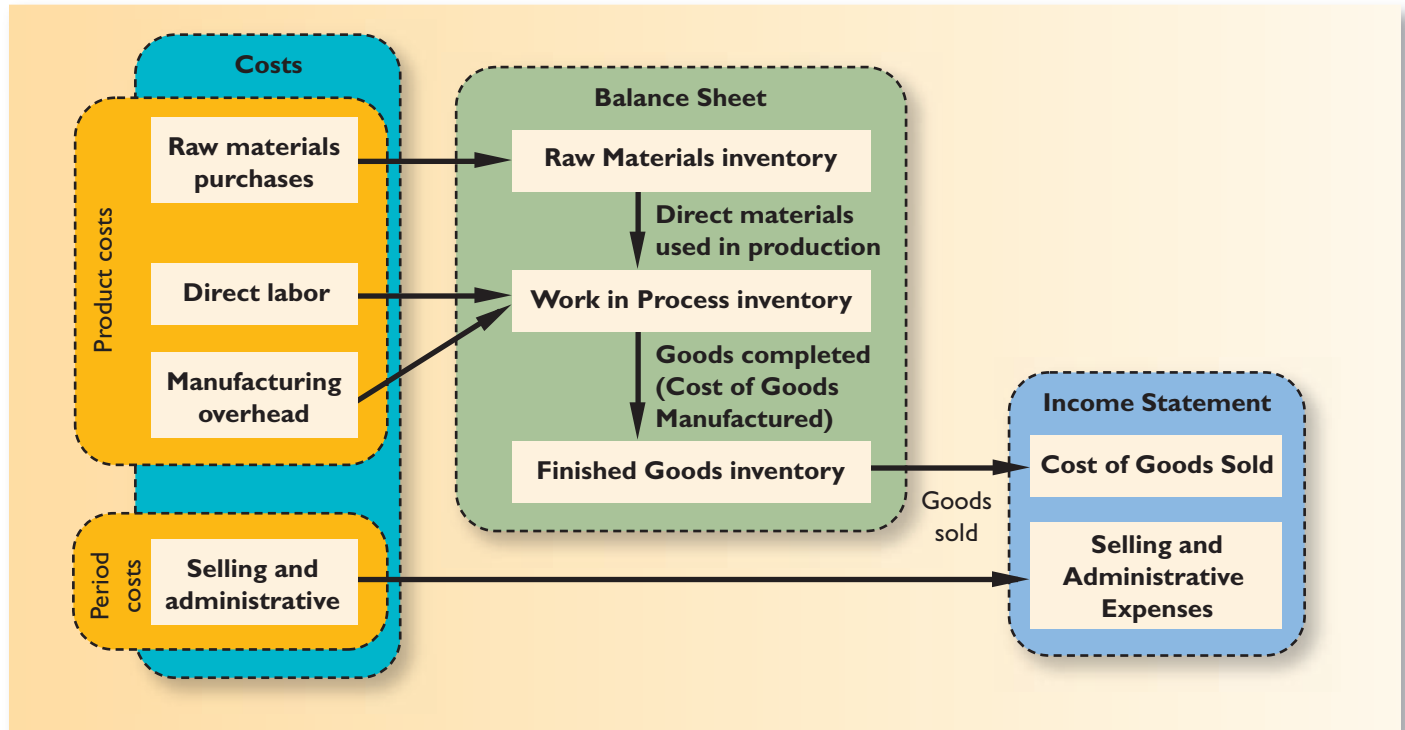 Costs
Product costs
Raw materials
purchases
Direct labor
Manufacturing
overhead
Period
costs
Selling and
administrative
Balance Sheet
Raw Materials inventory
Direct materials
used in production
Work in Process inventory
Goods completed
(Cost of Goods
Manufactured)
Finished Goods inventory
Goods
sold
Income Statement
Cost of Goods Sold
Selling and
Administrative
Expenses